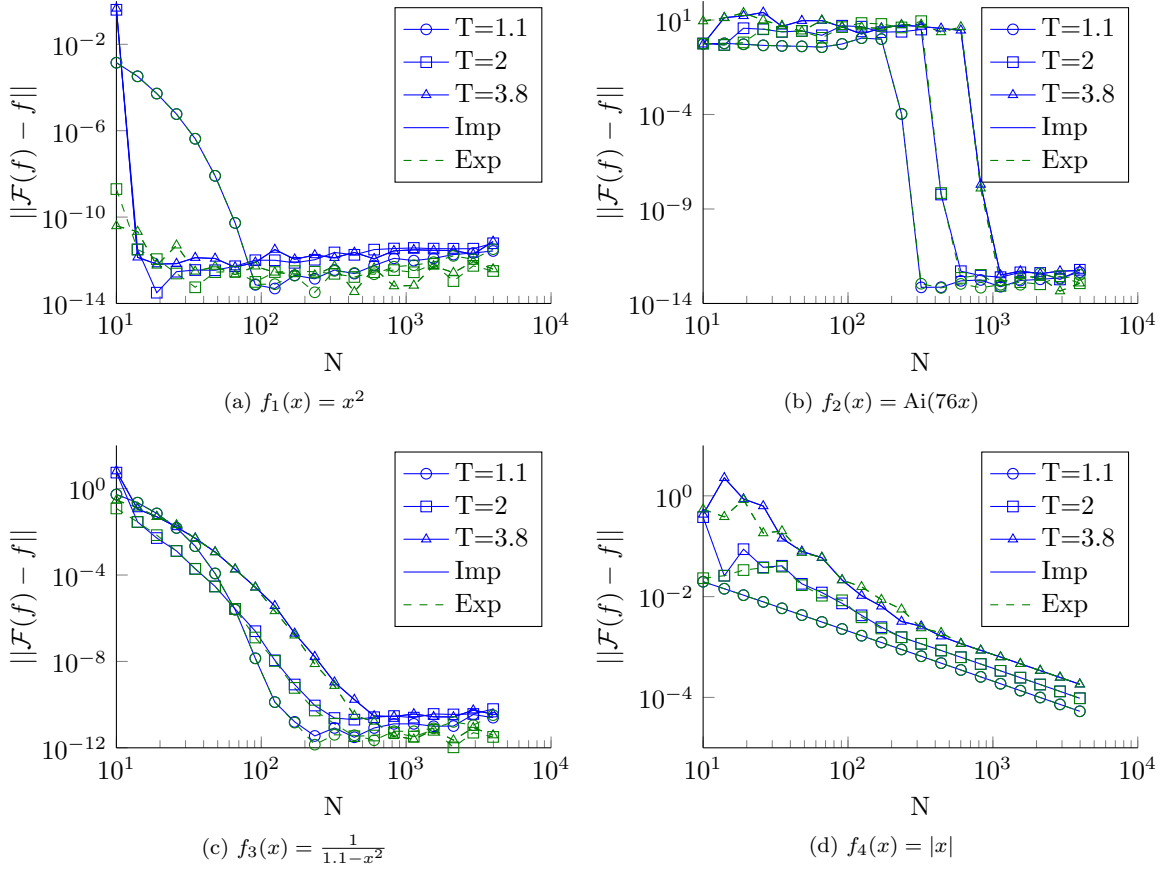 10^{-2}
10^{-6}
10^{-10}
10^{-14}
||\mathcal{F}(f) − f||
10^1 10^2 10^3 10^4
N
T=1.1
T=2
T=3.8
Imp
Exp
(a) f_1(x) = x^2
10^1
10^{-4}
10^{-9}
10^{-14}
||\mathcal{F}(f) − f||
10^1 10^2 10^3 10^4
N
T=1.1
T=2
T=3.8
Imp
Exp
(b) f_2(x) = Ai(76x)
10^0
10^{-4}
10^{-8}
10^{-12}
||\mathcal{F}(f) − f||
10^1 10^2 10^3 10^4
N
T=1.1
T=2
T=3.8
Imp
Exp
(c) f_3(x) = \frac{1}{1.1−x^2}
10^0
10^{-2}
10^{-4}
||\mathcal{F}(f) − f||
10^1 10^2 10^3 10^4
N
T=1.1
T=2
T=3.8
Imp
Exp
(d) f_4(x) = |x|